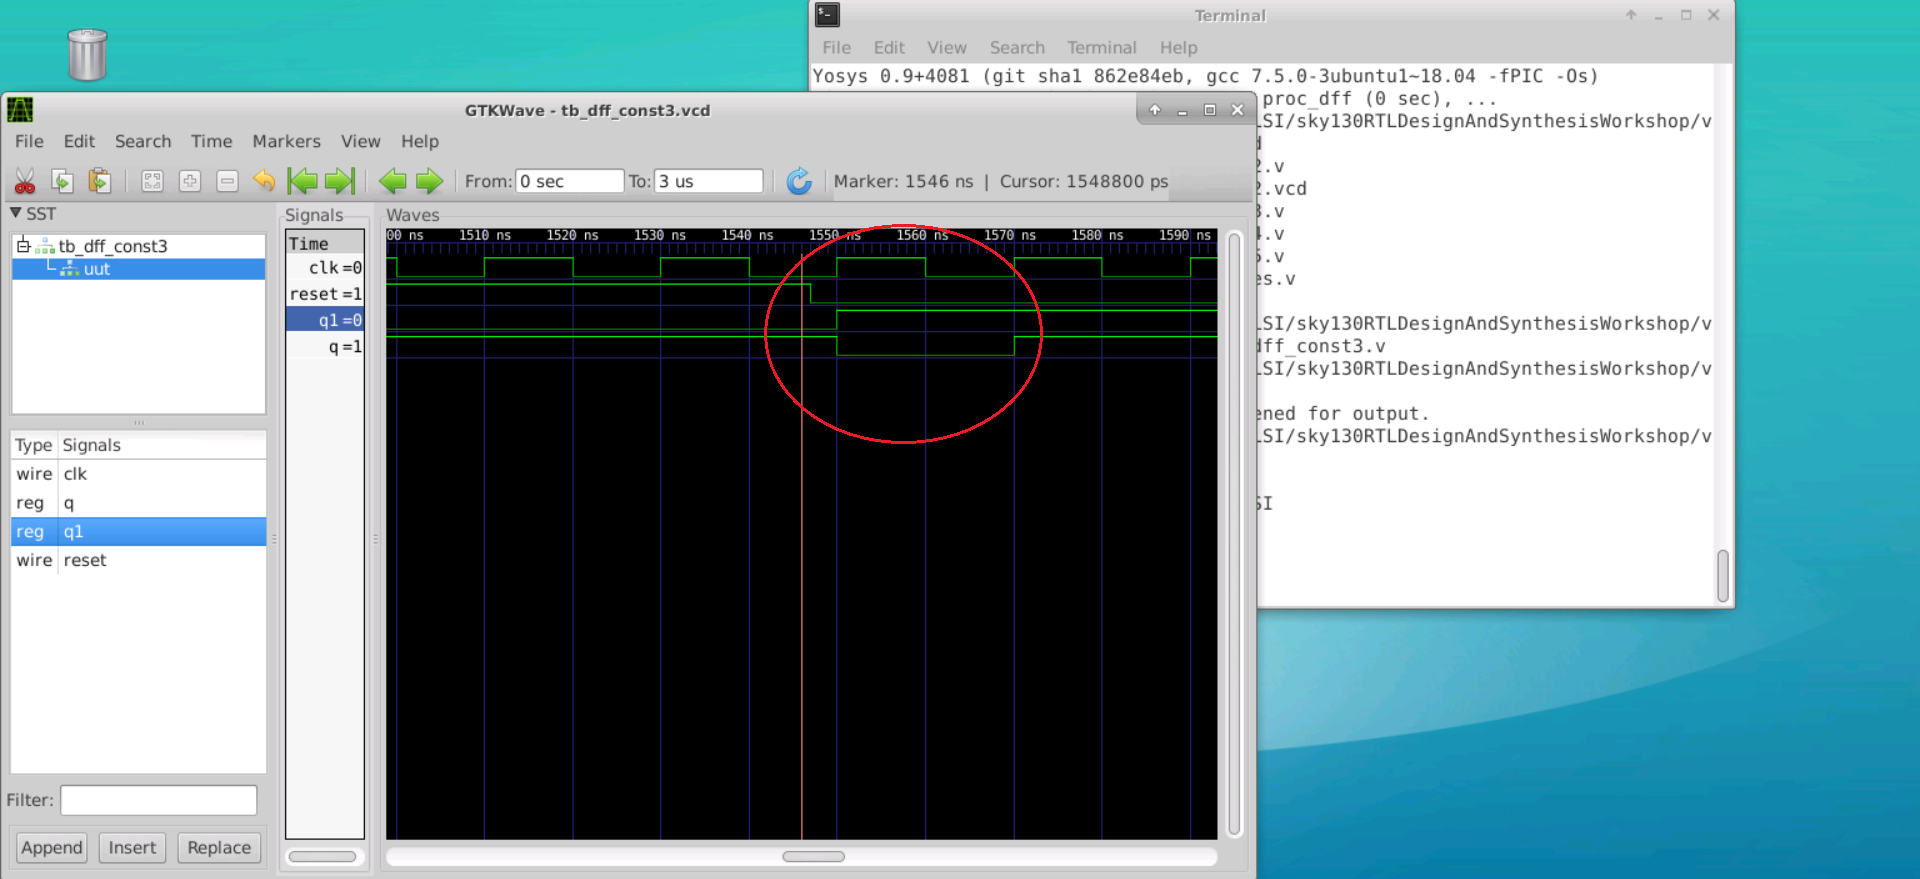 Terminal
File Edit View Search Terminal Help
Yosys 0.9+4081 (git sha1 862e84eb, gcc 7.5.0-3ubuntu1~18.04 -fPIC -Os)
proc_dff (0 sec), ...
SI/sky130RTLDesignAndSynthesisWorkshop/v
.v
.vcd
.v
.v
.v
es.v
SI/sky130RTLDesignAndSynthesisWorkshop/v
ff_const3.v
SI/sky130RTLDesignAndSynthesisWorkshop/v
ned for output.
SI/sky130RTLDesignAndSynthesisWorkshop/v
SI
GTKWave - tb_dff_const3.vcd
File Edit Search Time Markers View Help
From: 0 sec To: 3 us Marker: 1546 ns | Cursor: 1548800 ps
SST
tb_dff_const3
uut
Type Signals
wire clk
reg q
reg q1
wire reset
Filter:
Append Insert Replace
Signals
Time
clk=0
reset=1
q1=0
q=1
Waves
00 ns 1510 ns 1520 ns 1530 ns 1540 ns 1550 ns 1560 ns 1570 ns 1580 ns 1590 ns